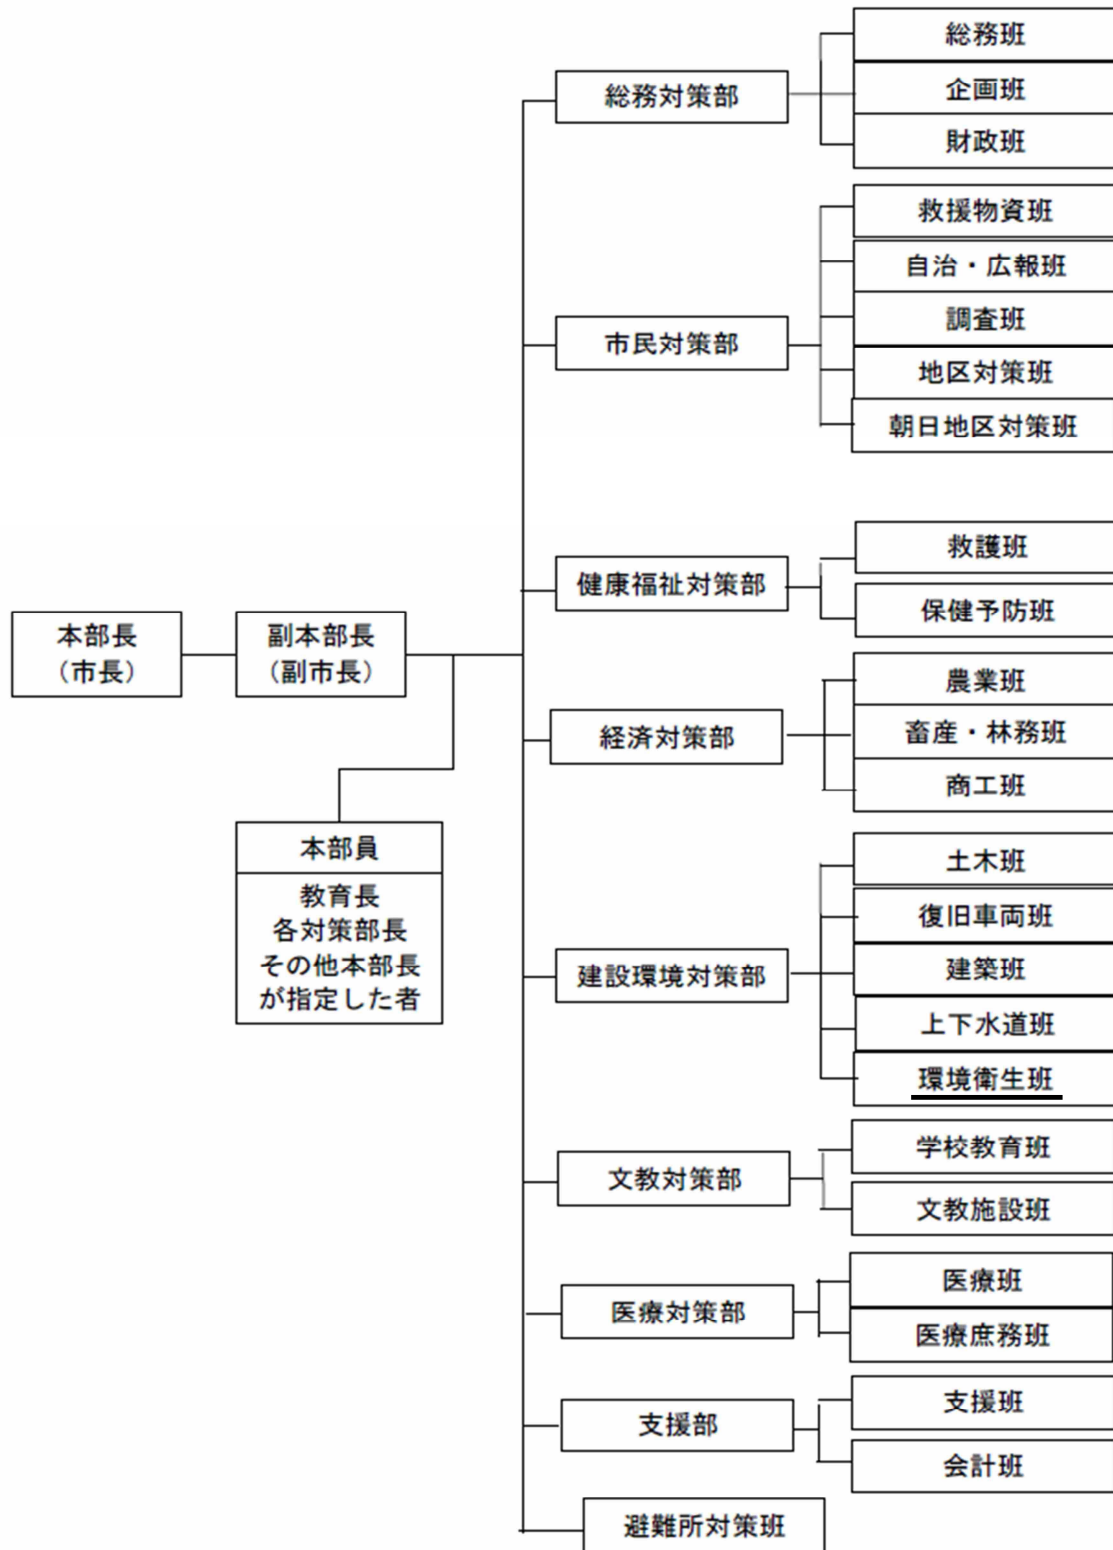 本部長
（市長）
副本部長
（副市長）
本部員
教育長
各対策部長
その他本部長
が指定した者
総務対策部
総務班
企画班
財政班
市民対策部
救援物資班
自治・広報班
調査班
地区対策班
朝日地区対策班
健康福祉対策部
救護班
保健予防班
経済対策部
農業班
畜産・林務班
商工班
建設環境対策部
土木班
復旧車両班
建築班
上下水道班
環境衛生班
文教対策部
学校教育班
文教施設班
医療対策部
医療班
医療庶務班
支援部
支援班
会計班
避難所対策班